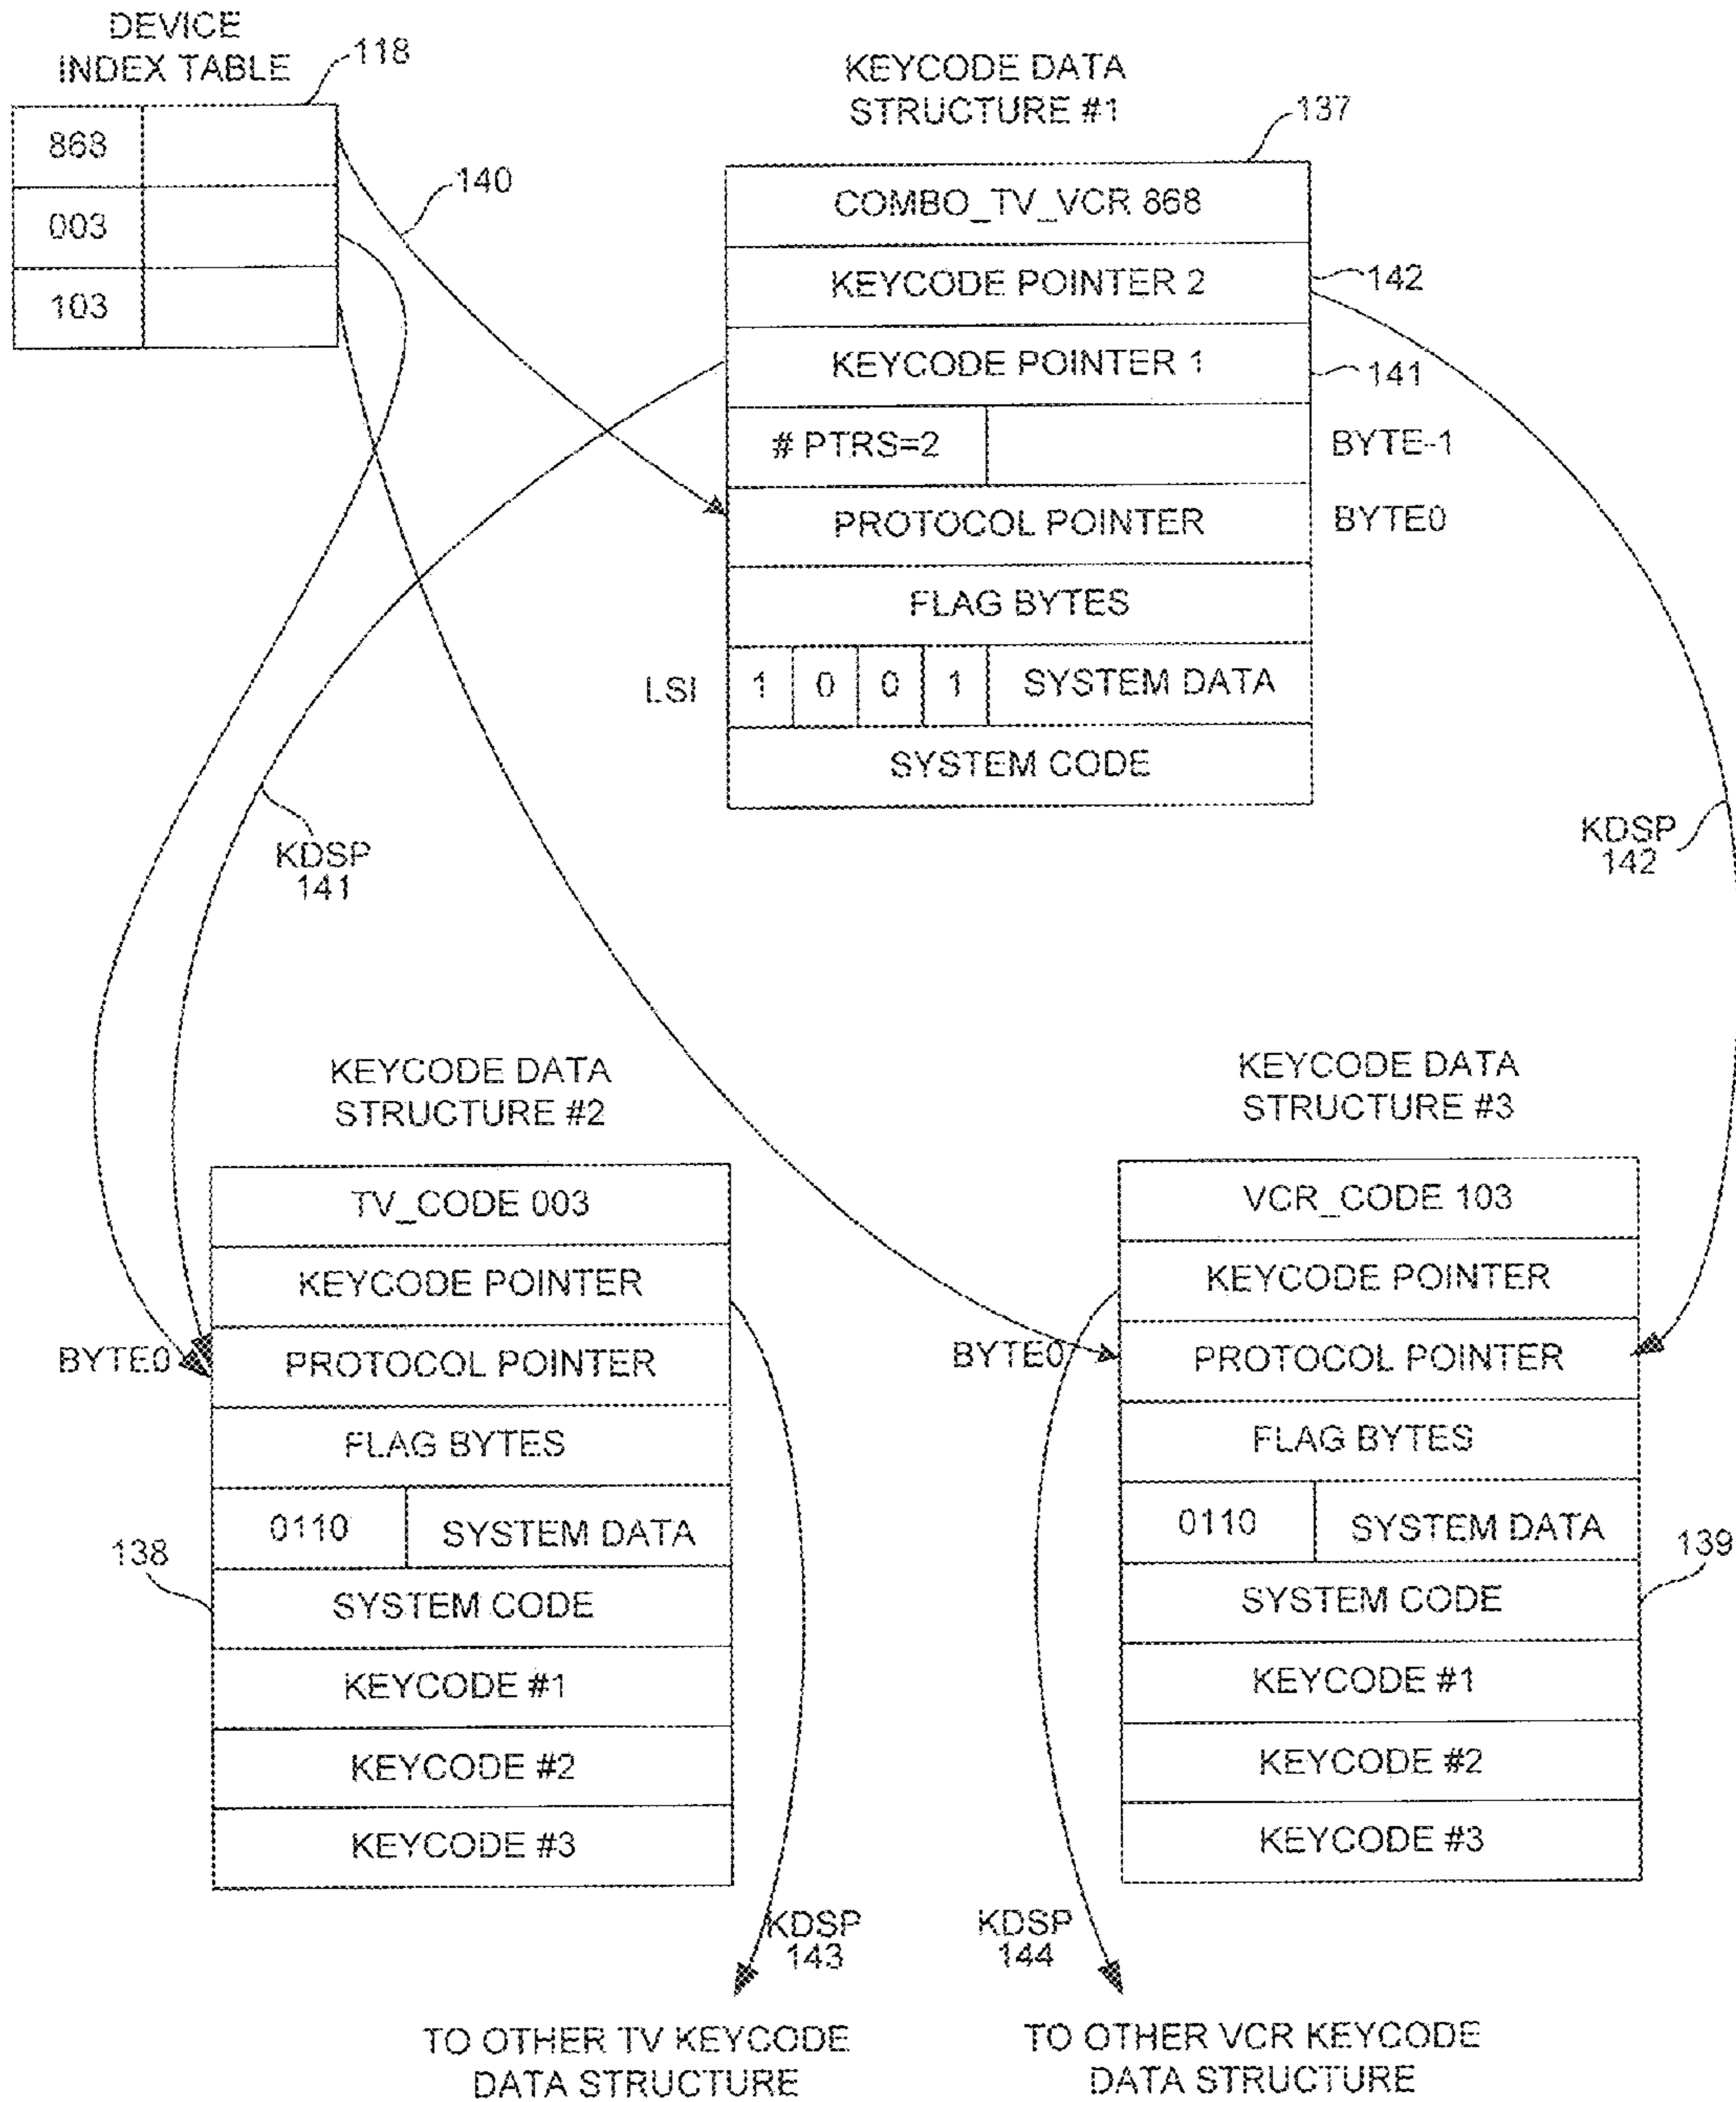 DEVICE
INDEX TABLE
118
868
003
103
140
KEYCODE DATA
STRUCTURE #1
137
COMBO_TV_VCR 868
KEYCODE POINTER 2
142
KEYCODE POINTER 1
141
# PTRS=2
BYTE-1
PROTOCOL POINTER
BYTE0
FLAG BYTES
LSI
1 0 0 1 SYSTEM DATA
SYSTEM CODE
KDSP
141
KDSP
142
KEYCODE DATA
STRUCTURE #2
TV_CODE 003
KEYCODE POINTER
BYTE0
PROTOCOL POINTER
FLAG BYTES
0110 SYSTEM DATA
138
SYSTEM CODE
KEYCODE #1
KEYCODE #2
KEYCODE #3
KDSP
143
TO OTHER TV KEYCODE
DATA STRUCTURE
KEYCODE DATA
STRUCTURE #3
VCR_CODE 103
KEYCODE POINTER
BYTE0
PROTOCOL POINTER
FLAG BYTES
0110 SYSTEM DATA
139
SYSTEM CODE
KEYCODE #1
KEYCODE #2
KEYCODE #3
KDSP
144
TO OTHER VCR KEYCODE
DATA STRUCTURE